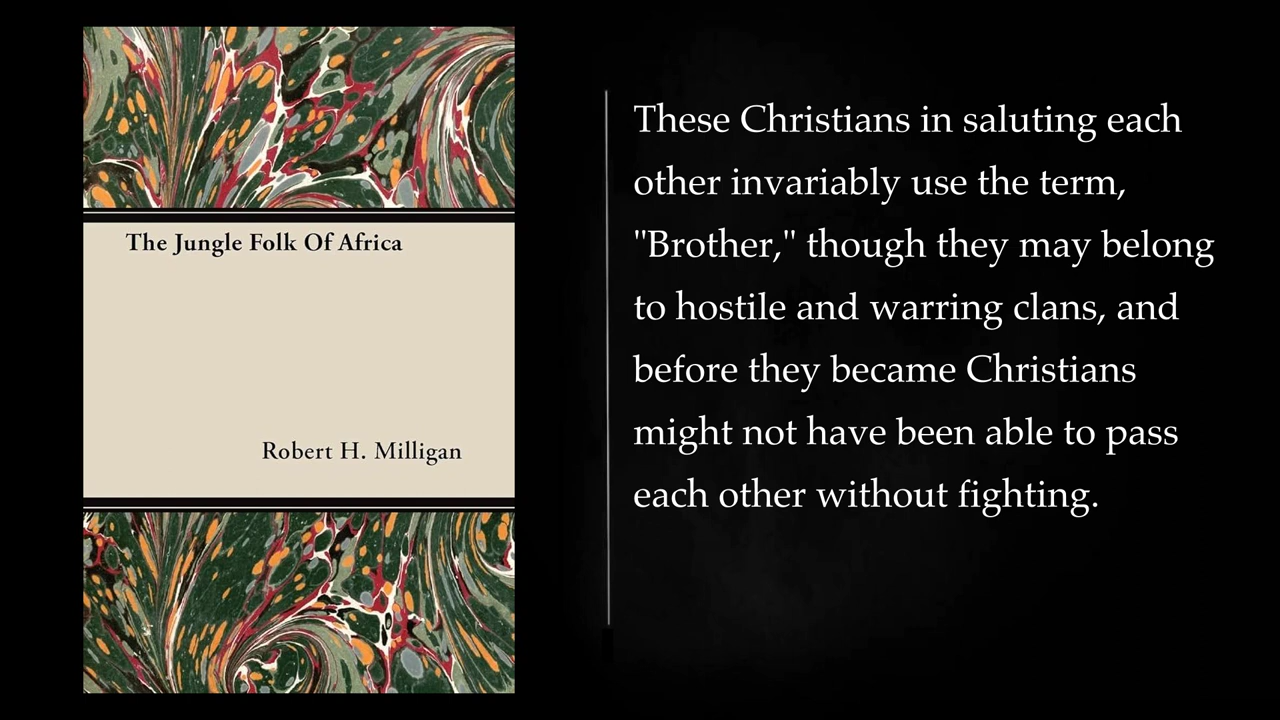 The Jungle Folk Of Africa
Robert H. Milligan
These Christians in saluting each
other invariably use the term,
"Brother," though they may belong
to hostile and warring clans, and
before they became Christians
might not have been able to pass
each other without fighting.